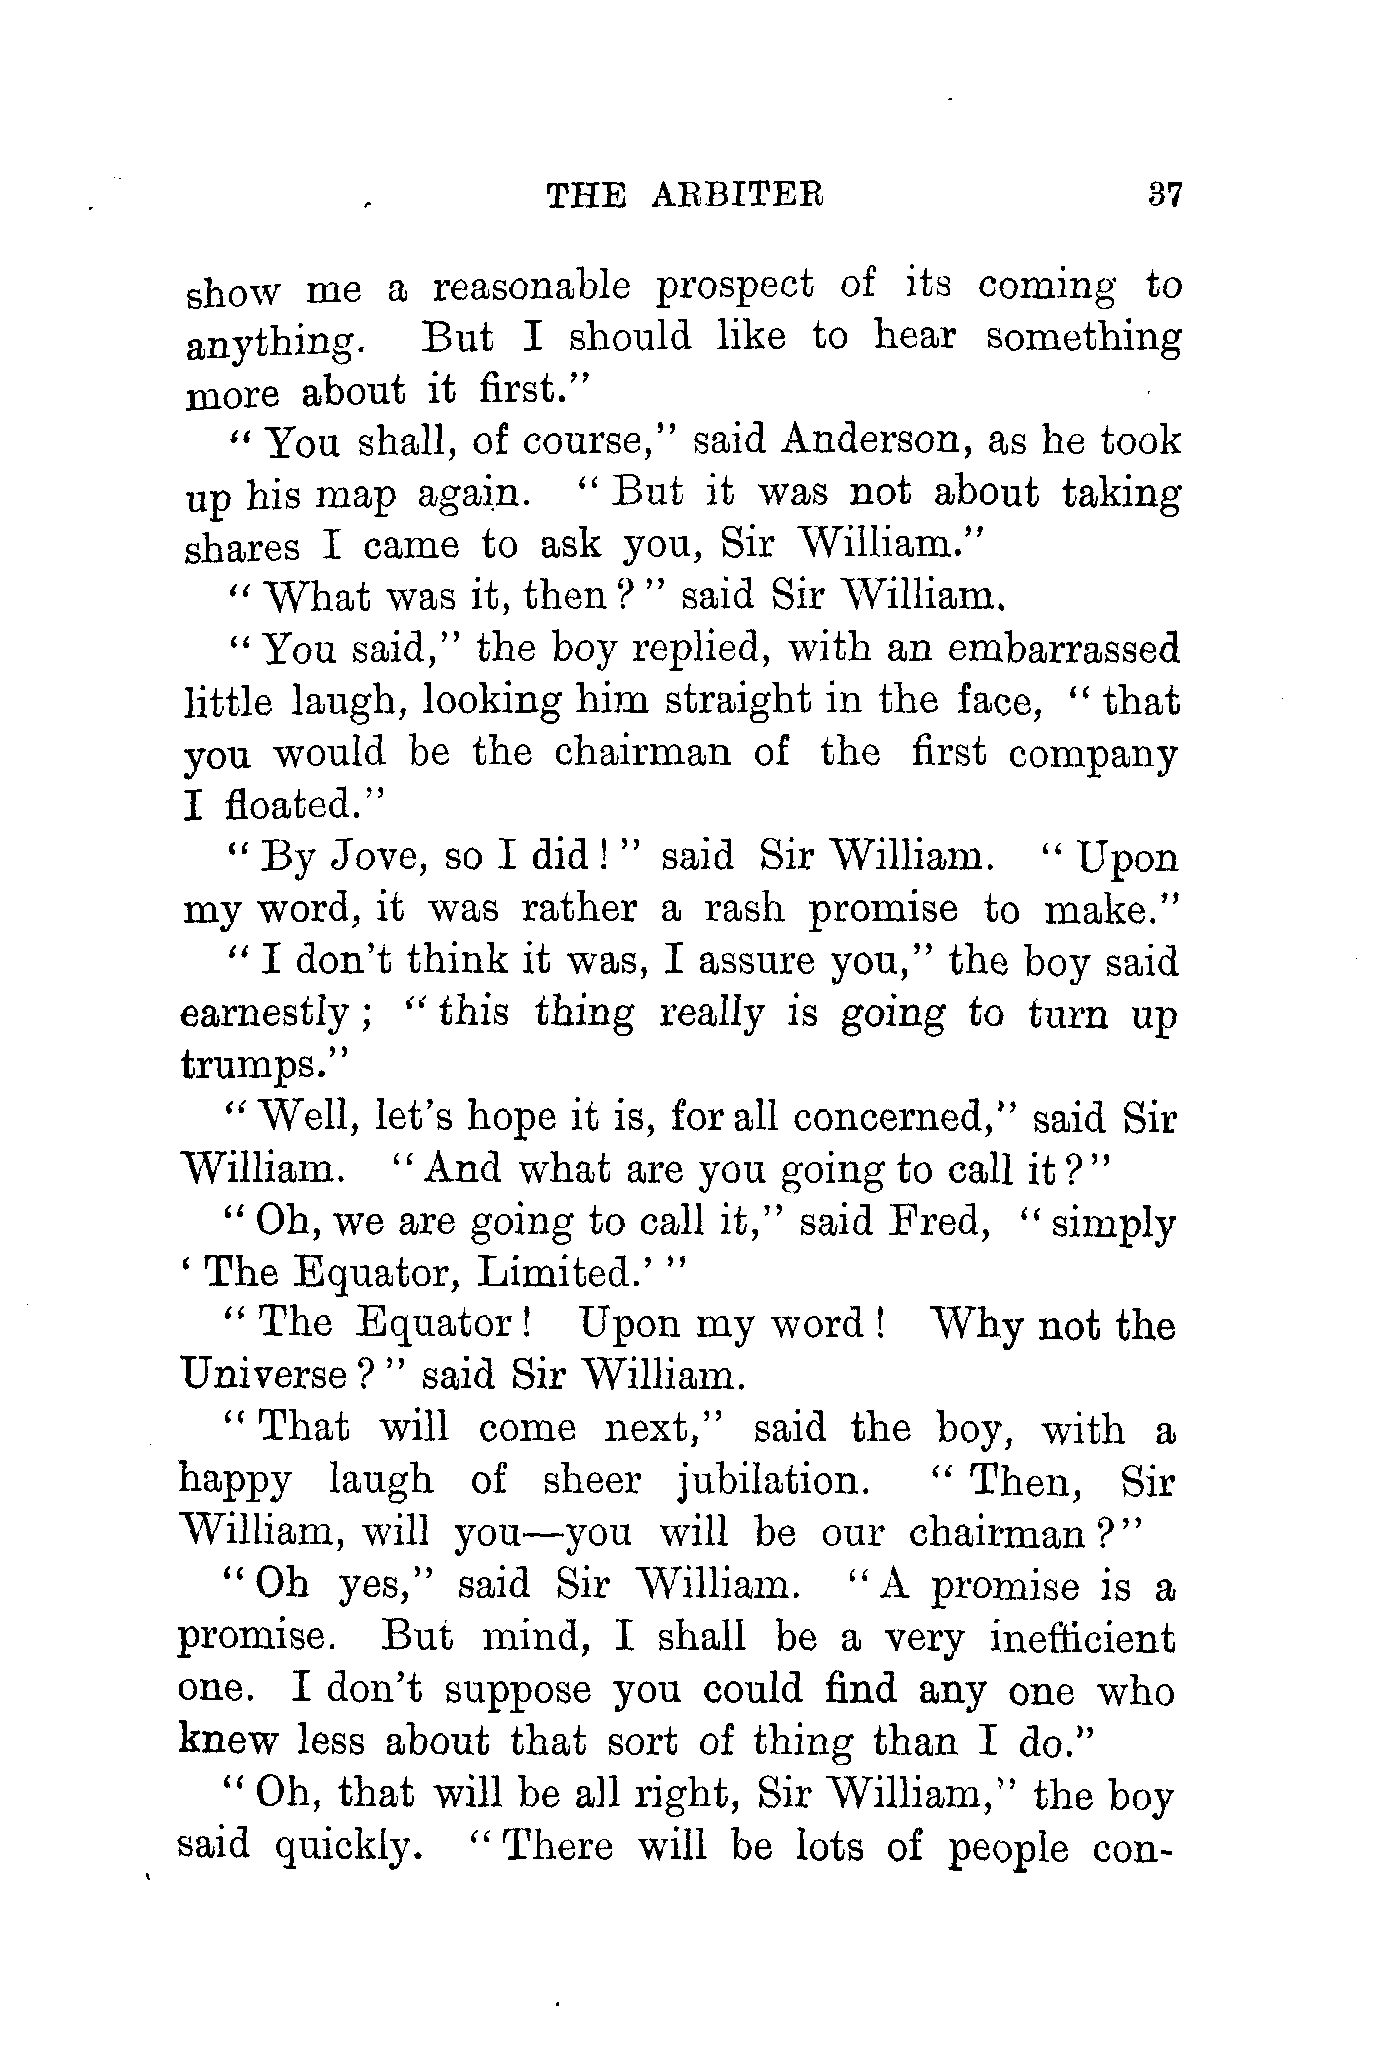 THE ARBITER 37
show me a reasonable prospect of its coming to
anything. But I should like to hear something
more about it first."
" You shall, of course," said Anderson, as he took
up his map again. " But it was not about taking
shares I came to ask you, Sir William."
" What was it, then ? " said Sir William.
" You said," the boy replied, with an embarrassed
little laugh, looking him straight in the face, " that
you would be the chairman of the first company
I floated."
" By Jove, so I did ! " said Sir William. " Upon
my word, it was rather a rash promise to make."
" I don't think it was, I assure you," the boy said
earnestly ; " this thing really is going to turn up
trumps."
" Well, let's hope it is, for all concerned," said Sir
William. " And what are you going to call it ? "
" Oh, we are going to call it," said Fred, " simply
' The Equator, Limited.' "
" The Equator ! Upon my word ! Why not the
Universe ? " said Sir William.
" That will come next," said the boy, with a
happy laugh of sheer jubilation. " Then, Sir
William, will you—you will be our chairman ? "
" Oh yes," said Sir William. " A promise is a
promise. But mind, I shall be a very inefficient
one. I don't suppose you could find any one who
knew less about that sort of thing than I do."
" Oh, that will be all right, Sir William," the boy
said quickly. " There will be lots of people con-